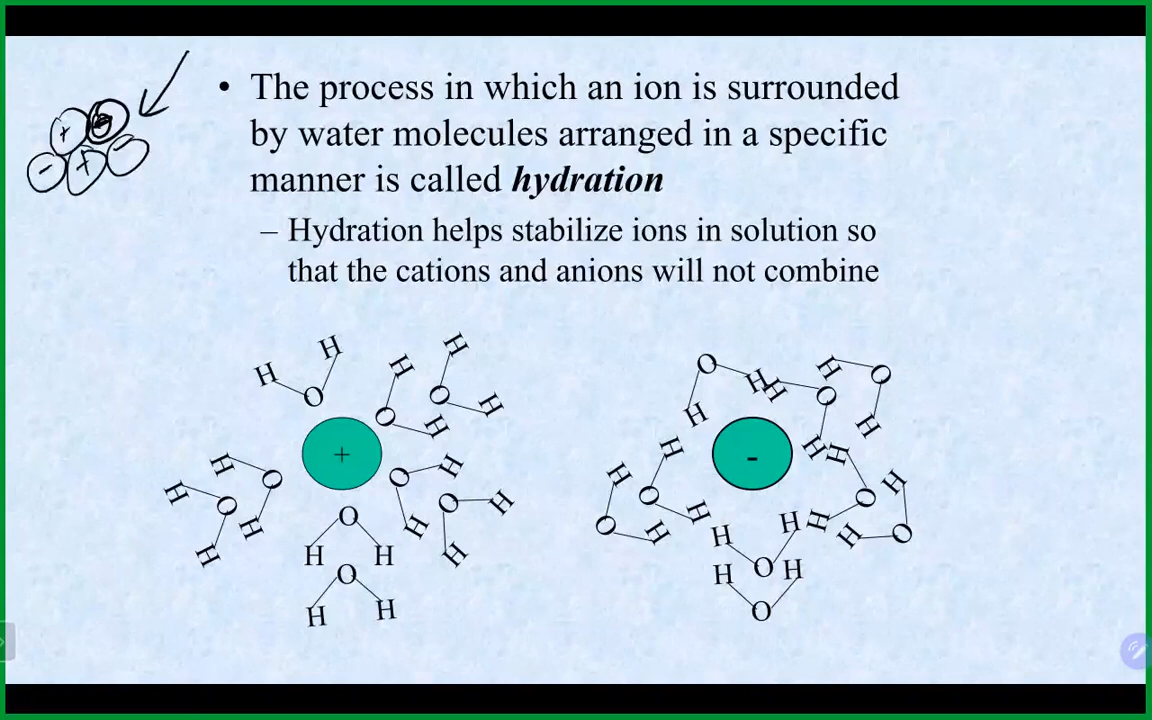 • The process in which an ion is surrounded
by water molecules arranged in a specific
manner is called hydration
– Hydration helps stabilize ions in solution so
that the cations and anions will not combine
+
- + -
H H
O
H
O
H
H
O
H
+
H
O
H
H
O
H
O
H
H
O
H
H
O
H
H
O
H
H
O
H
O
H
H
H
O
H
H
O
H
-
H
O
H
H
O
H
H
O
H
H
O
H
H H
O
H H
O